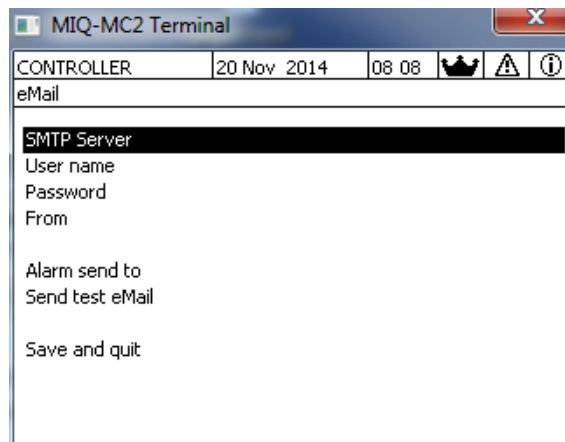 MIQ-MC2 Terminal
CONTROLLER 20 Nov 2014 08 08
eMail
SMTP Server
User name
Password
From
Alarm send to
Send test eMail
Save and quit